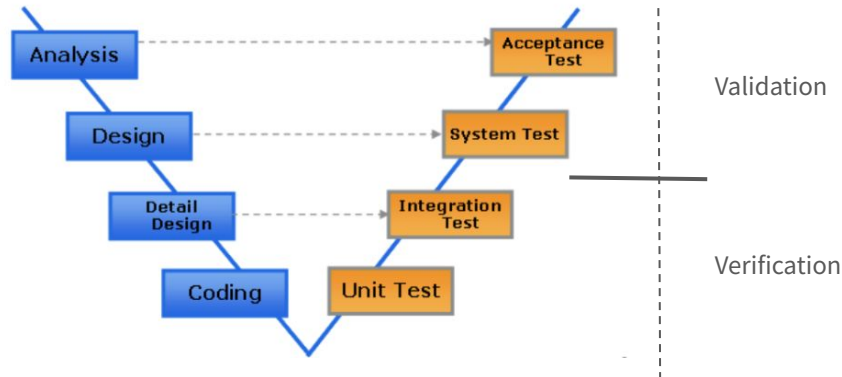 Analysis
Acceptance
Test
Validation
Design
System Test
Detail
Design
Integration
Test
Verification
Coding
Unit Test